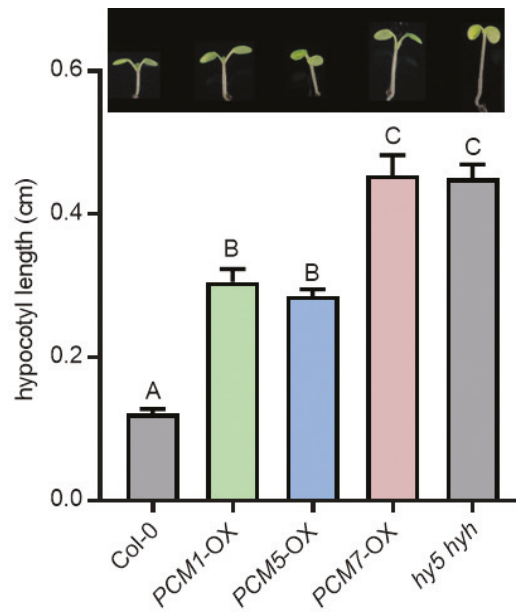 hypocotyl length (cm)
0.6
0.4
0.2
0.0
A
B
B
C
C
Col-0
PCM1-OX
PCM5-OX
PCM7-OX
hy5 hyh